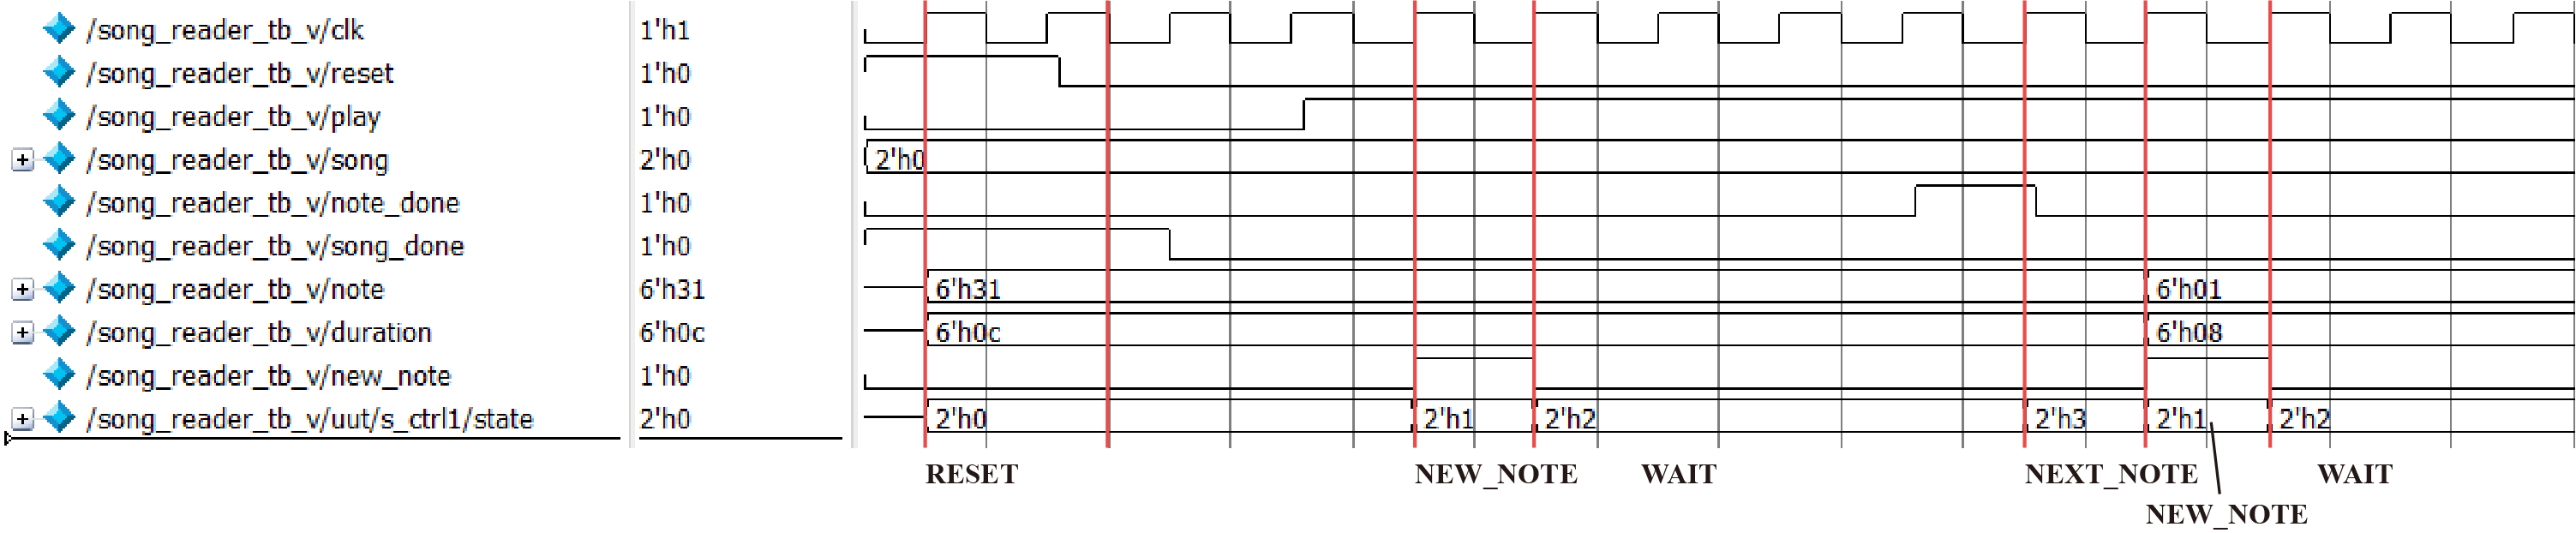 /song_reader_tb_v/clk 1'h1
/song_reader_tb_v/reset 1'h0
/song_reader_tb_v/play 1'h0
/song_reader_tb_v/song 2'h0 2'h0
/song_reader_tb_v/note_done 1'h0
/song_reader_tb_v/song_done 1'h0
/song_reader_tb_v/note 6'h31 6'h31 6'h01
/song_reader_tb_v/duration 6'h0c 6'h0c 6'h08
/song_reader_tb_v/new_note 1'h0
/song_reader_tb_v/uut/s_ctrl1/state 2'h0 2'h0 2'h1 2'h2 2'h3 2'h1 2'h2
RESET NEW_NOTE WAIT NEXT_NOTE WAIT
NEW_NOTE